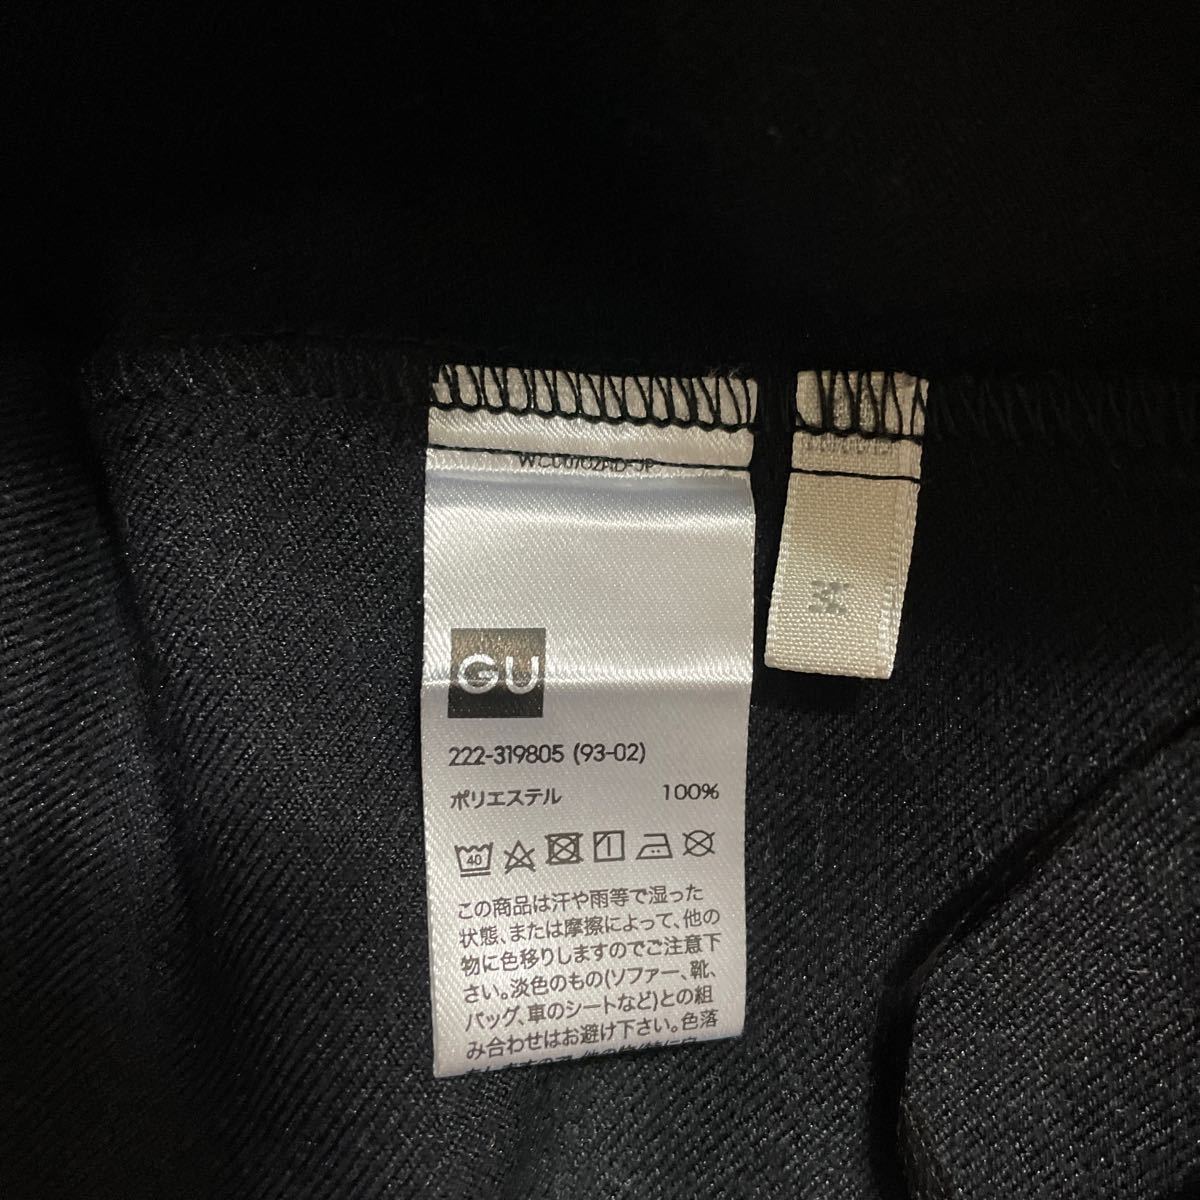 GU
222-319805 (93-02)
ポリエステル 100%
40
この商品は汗や雨等で湿った
状態、または摩擦によって、他の
物に色移りしますのでご注意下
さい。淡色のもの(ソファー、靴、
バッグ、車のシートなど)との組
み合わせはお避け下さい。色落
M